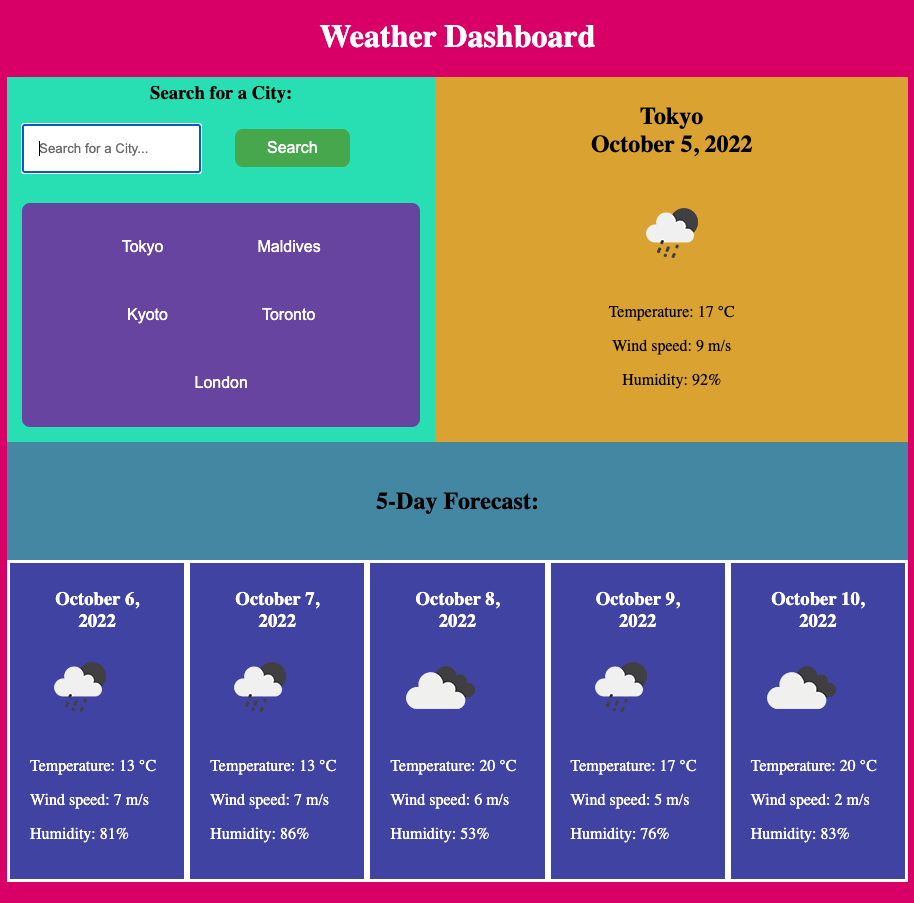 Weather Dashboard
Search for a City:
Search for a City...
Search
Tokyo
Maldives
Kyoto
Toronto
London
Tokyo
October 5, 2022
Temperature: 17 °C
Wind speed: 9 m/s
Humidity: 92%
5-Day Forecast:
October 6,
2022
Temperature: 13 °C
Wind speed: 7 m/s
Humidity: 81%
October 7,
2022
Temperature: 13 °C
Wind speed: 7 m/s
Humidity: 86%
October 8,
2022
Temperature: 20 °C
Wind speed: 6 m/s
Humidity: 53%
October 9,
2022
Temperature: 17 °C
Wind speed: 5 m/s
Humidity: 76%
October 10,
2022
Temperature: 20 °C
Wind speed: 2 m/s
Humidity: 83%